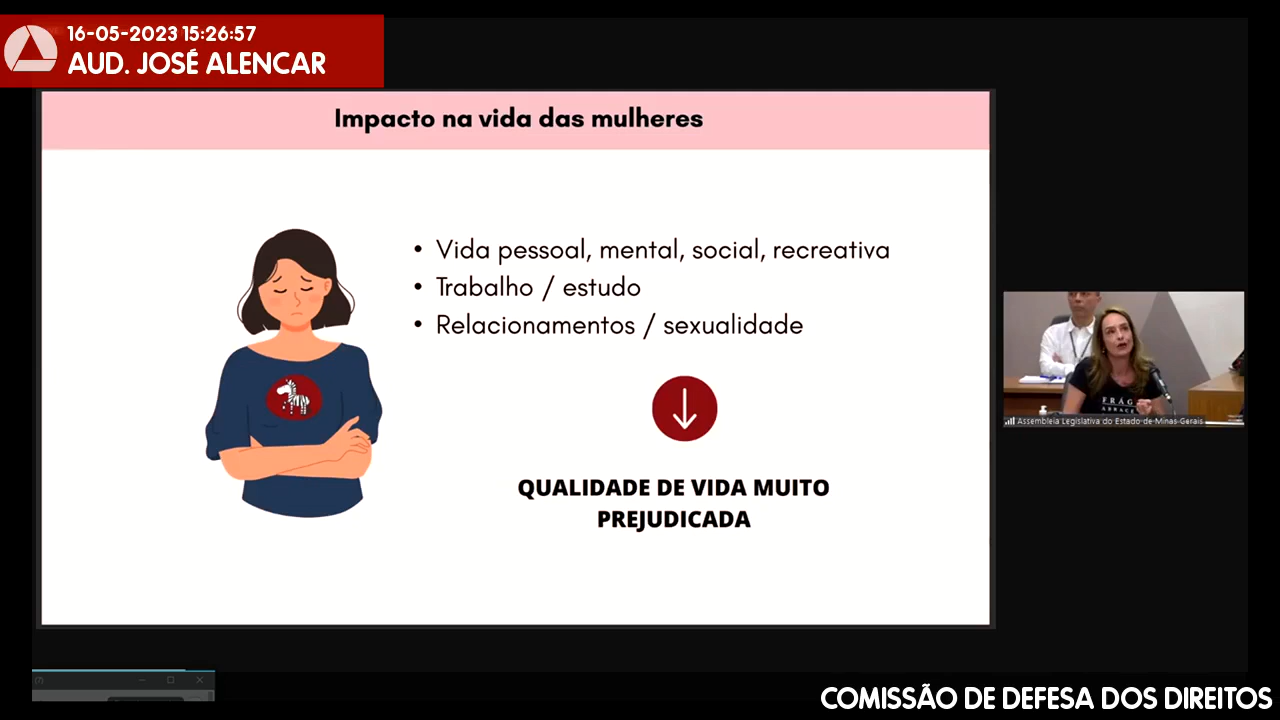 16-05-2023 15:26:57
AUD. JOSÉ ALENCAR
Impacto na vida das mulheres
• Vida pessoal, mental, social, recreativa
• Trabalho / estudo
• Relacionamentos / sexualidade
QUALIDADE DE VIDA MUITO
PREJUDICADA
FRÁG
ABRACE
Assembleia Legislativa do Estado de Minas Gerais
COMISSÃO DE DEFESA DOS DIREITOS